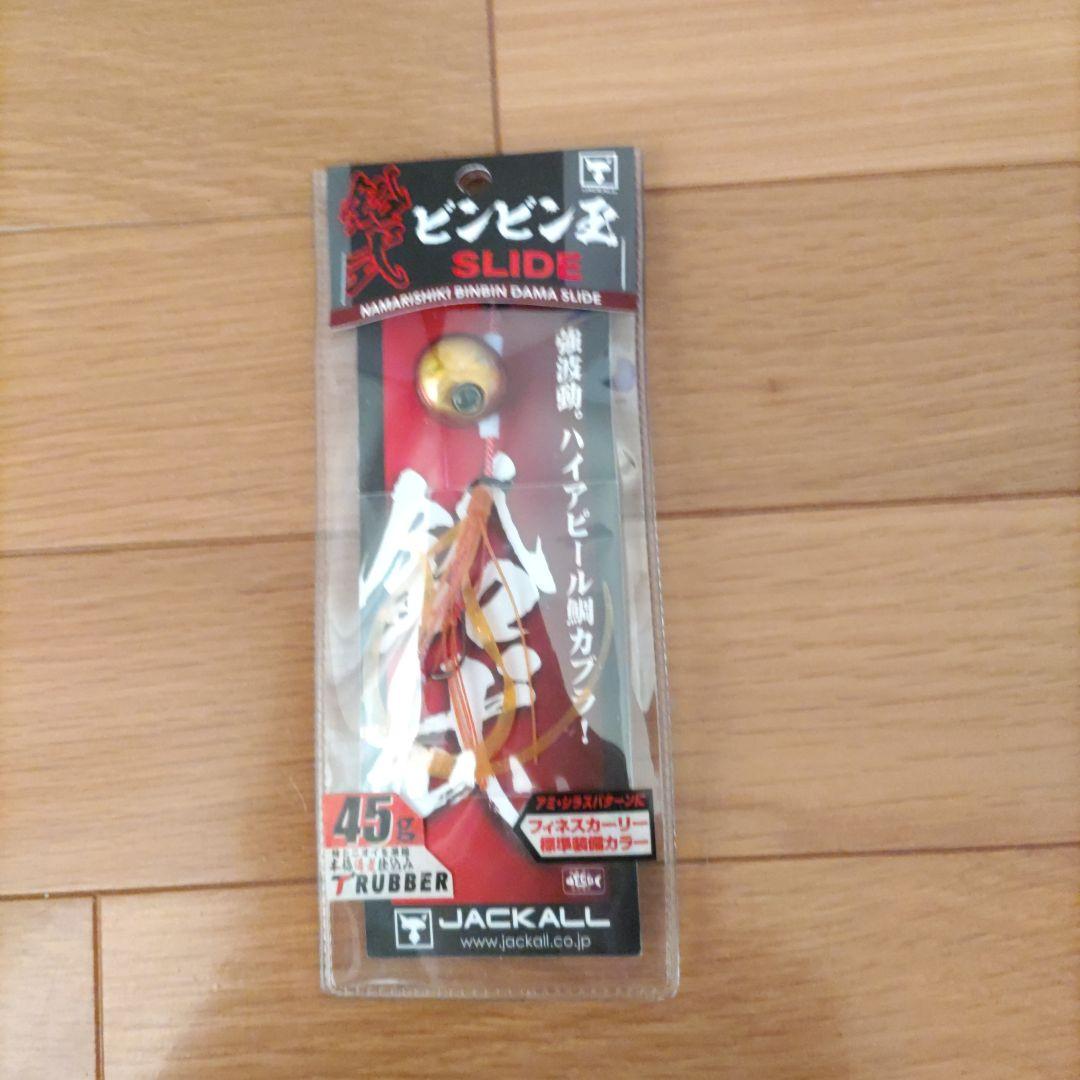 鉛式
ビンビン玉
JACKALL
SLIDE
NAMARISHIKI BINBIN DAMA SLIDE
強波動。ハイアピール鯛カブラ!
鉛式
45g
TRUBBER
アミ・シラスパターンに
フィネスカーリー
標準装備カラー
JACKALL
www.jackall.co.jp